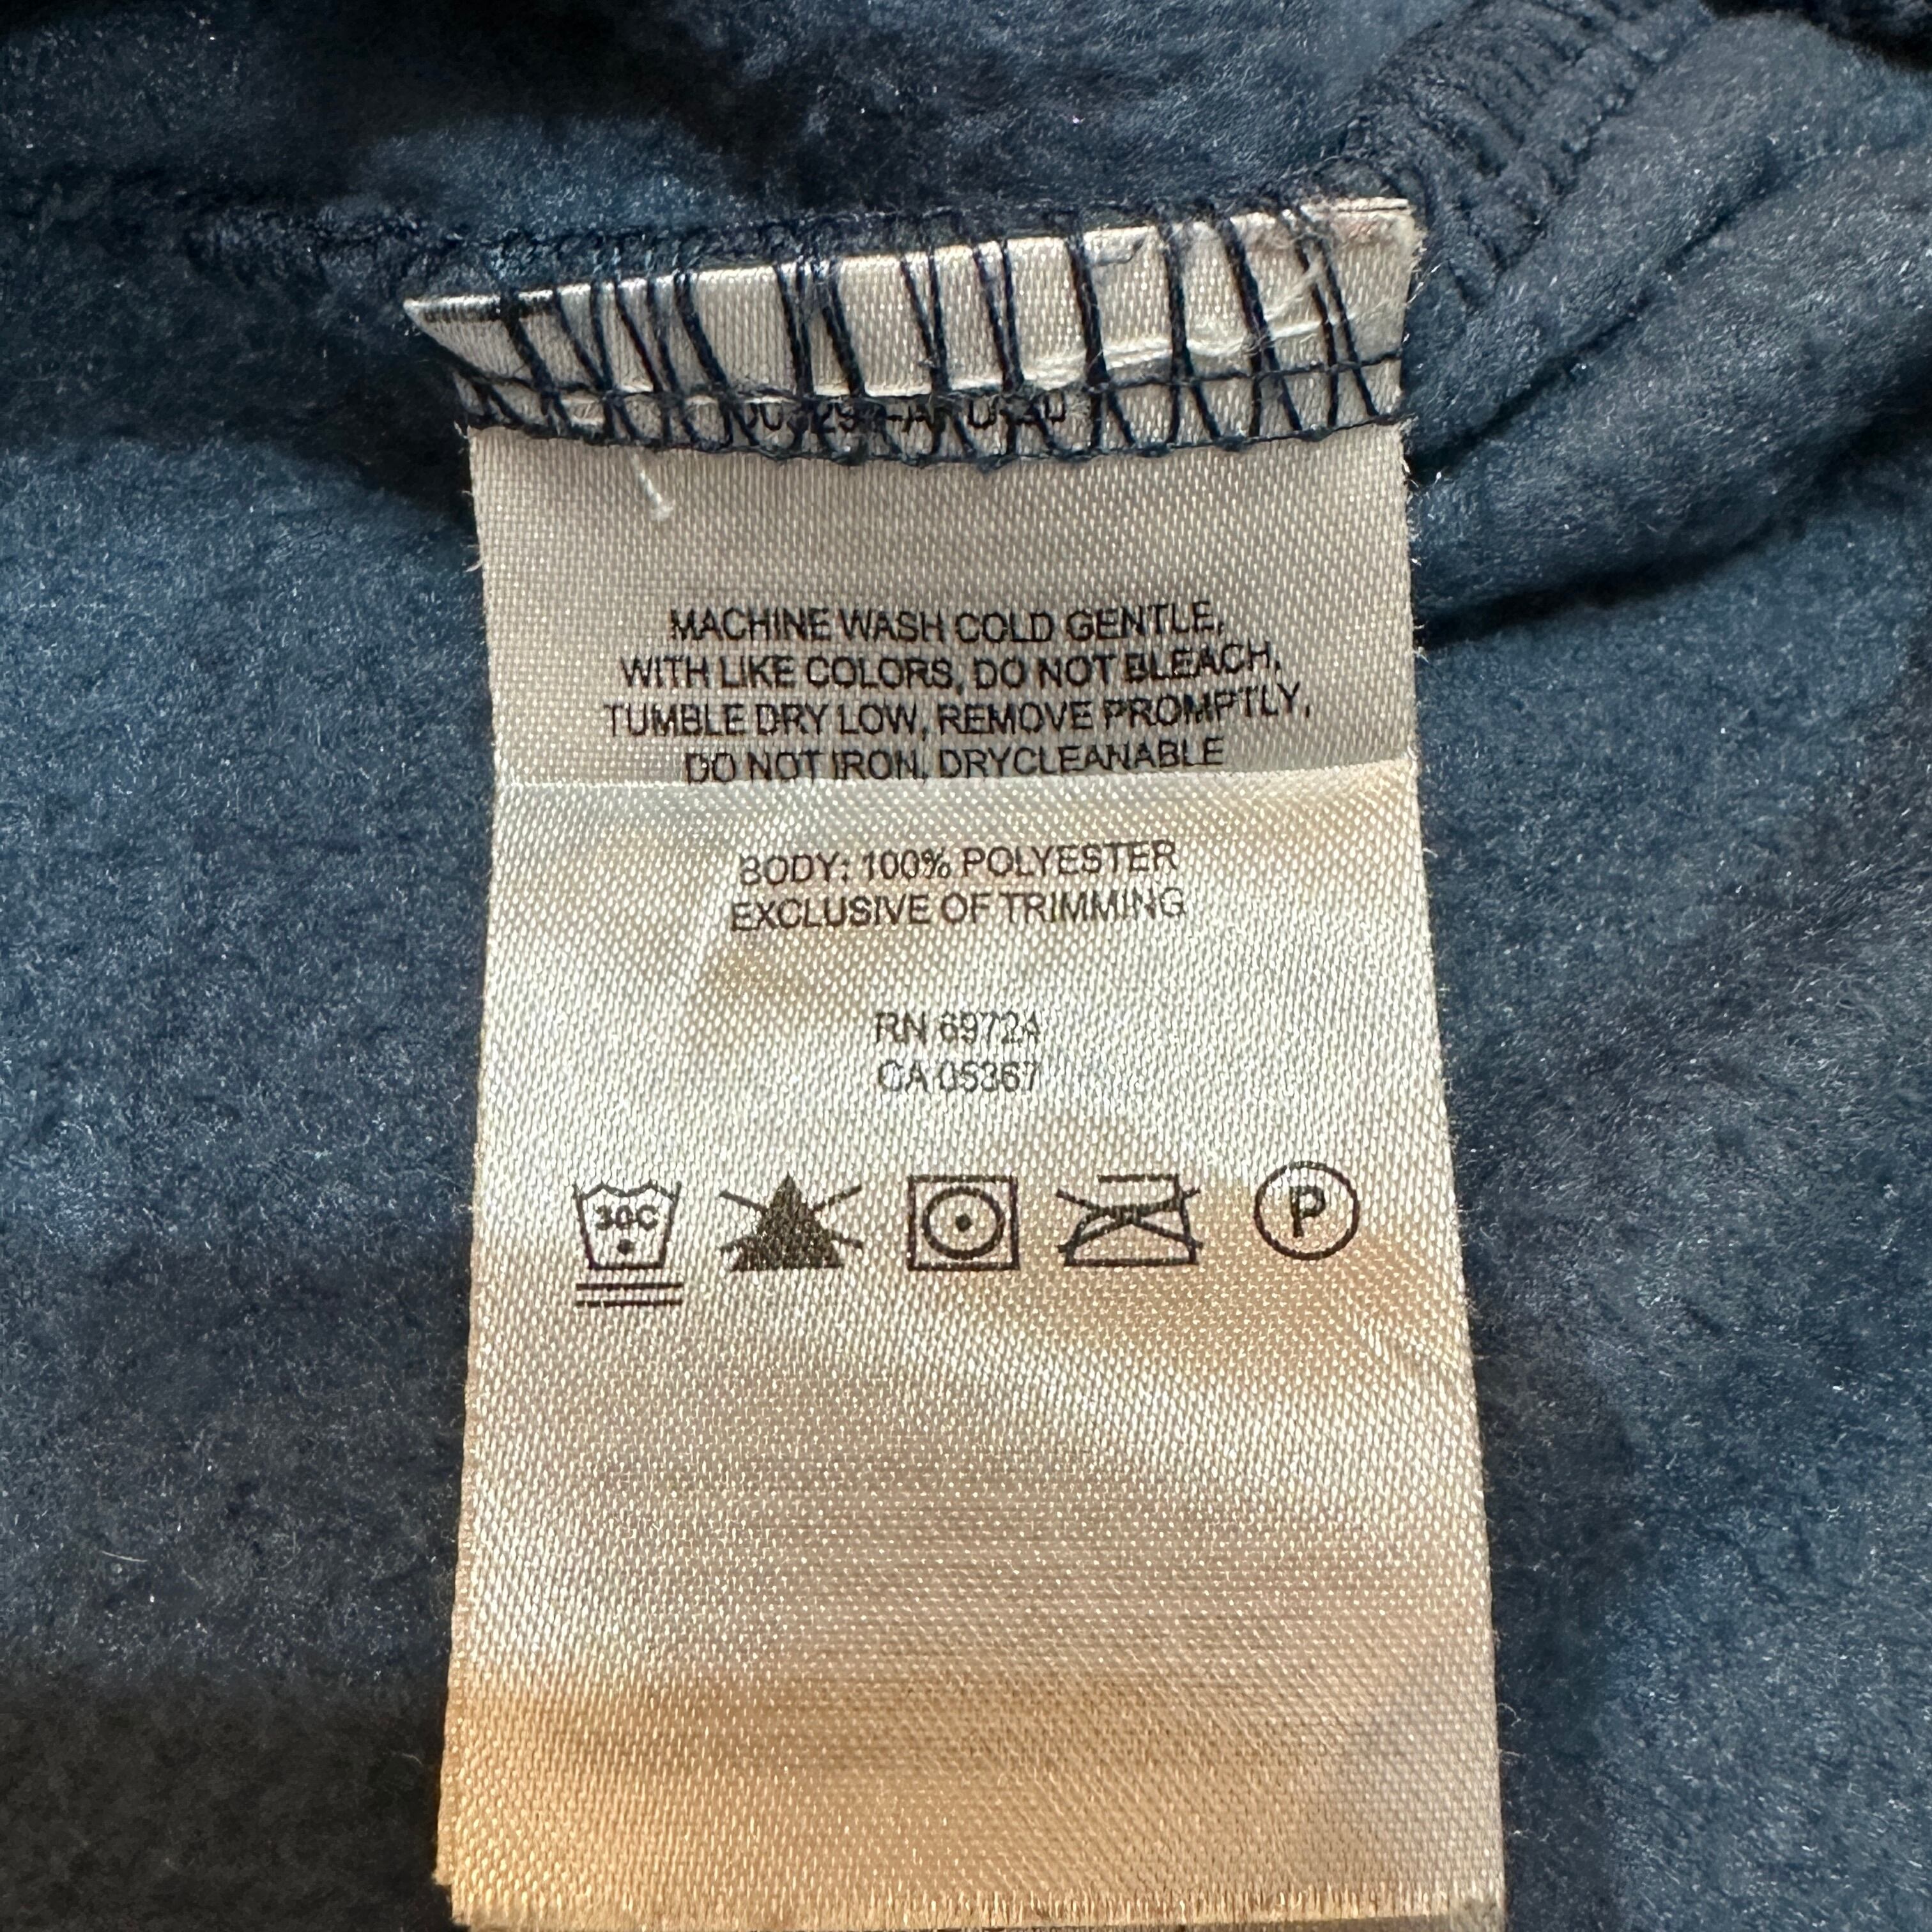 MACHINE WASH COLD GENTLE,
WITH LIKE COLORS, DO NOT BLEACH,
TUMBLE DRY LOW, REMOVE PROMPTLY,
DO NOT IRON, DRYCLEANABLE
BODY: 100% POLYESTER
EXCLUSIVE OF TRIMMING
RN 69724
CA 05367
30C
P